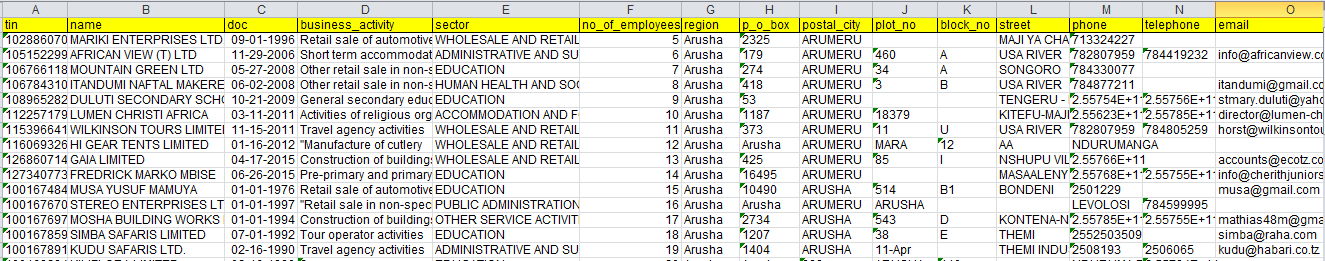 A B C D E F G H I J K L M N O
tin name doc business_activity sector no_of_employees region p_o_box postal_city plot_no block_no street phone telephone email
102886070 MARIKI ENTERPRISES LTD 09-01-1996 Retail sale of automotive WHOLESALE AND RETAIL 5 Arusha 2325 ARUMERU MAJI YA CHA 713324227
105152299 AFRICAN VIEW (T) LTD 11-29-2006 Short term accommodat ADMINISTRATIVE AND SU 6 Arusha 179 ARUMERU 460 A USA RIVER 782807959 784419232 info@africanview.co
106766118 MOUNTAIN GREEN LTD 05-27-2008 Other retail sale in non-s EDUCATION 7 Arusha 274 ARUMERU 34 A SONGORO 784330077
106784310 ITANDUMI NAFTAL MAKERE 06-02-2008 Other retail sale in non-s HUMAN HEALTH AND SOC 8 Arusha 418 ARUMERU 3 B USA RIVER 784877211 itandumi@gmail.co
108965282 DULUTI SECONDARY SCHO 10-21-2009 General secondary educ EDUCATION 9 Arusha 53 ARUMERU TENGERU - 2.55754E+11 2.55756E+11 stmary.duluti@yaho
112257179 LUMEN CHRISTI AFRICA 03-11-2011 Activities of religious org ACCOMMODATION AND F 10 Arusha 1187 ARUMERU 18379 KITEFU-MAJI 2.55623E+11 2.55785E+11 director@lumen-ch
115396641 WILKINSON TOURS LIMITE 11-15-2011 Travel agency activities WHOLESALE AND RETAIL 11 Arusha 373 ARUMERU 11 U USA RIVER 782807959 784805259 horst@wilkinsontou
116069326 HI GEAR TENTS LIMITED 01-16-2012 "Manufacture of cutlery WHOLESALE AND RETAIL 12 Arusha Arusha ARUMERU MARA 12 AA NDURUMANGA
126860714 GAIA LIMITED 04-17-2015 Construction of buildings WHOLESALE AND RETAIL 13 Arusha 425 ARUMERU 85 I NSHUPU VIL 2.55766E+11 accounts@ecotz.co
127340773 FREDRICK MARKO MBISE 06-26-2015 Pre-primary and primary EDUCATION 14 Arusha 16495 ARUMERU MASAALENY 2.55768E+11 2.55755E+11 info@cherithjuniors
100167484 MUSA YUSUF MAMUYA 01-01-1976 Retail sale of automotive EDUCATION 15 Arusha 10490 ARUSHA 514 B1 BONDENI 2501229 musa@gmail.com
100167670 STEREO ENTERPRISES LT 01-01-1997 "Retail sale in non-spec PUBLIC ADMINISTRATION 16 Arusha Arusha ARUMERU ARUSHA LEVOLOSI 784599995
100167697 MOSHA BUILDING WORKS 01-01-1994 Construction of buildings OTHER SERVICE ACTIVIT 17 Arusha 2734 ARUSHA 543 D KONTENA-N 2.55785E+11 2.55755E+11 mathias48m@gma
100167859 SIMBA SAFARIS LIMITED 07-01-1992 Tour operator activities EDUCATION 18 Arusha 1207 ARUSHA 38 E THEMI 2552503509 simba@raha.com
100167891 KUDU SAFARIS LTD. 02-16-1990 Travel agency activities ADMINISTRATIVE AND SU 19 Arusha 1404 ARUSHA 11-Apr THEMI INDU 2508193 2506065 kudu@habari.co.tz